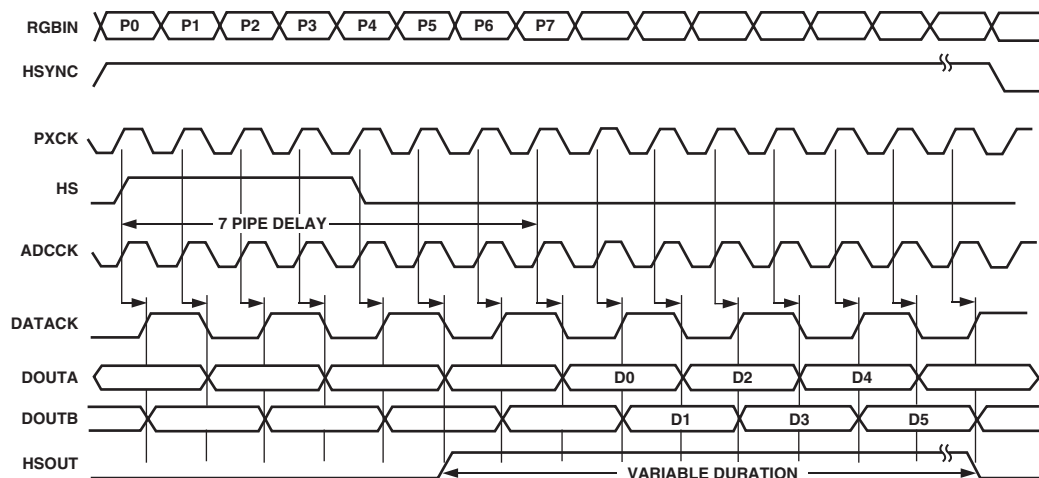 RGBIN P0 P1 P2 P3 P4 P5 P6 P7
HSYNC
PXCK
HS
7 PIPE DELAY
ADCCK
DATACK
DOUTA D0 D2 D4
DOUTB D1 D3 D5
HSOUT VARIABLE DURATION